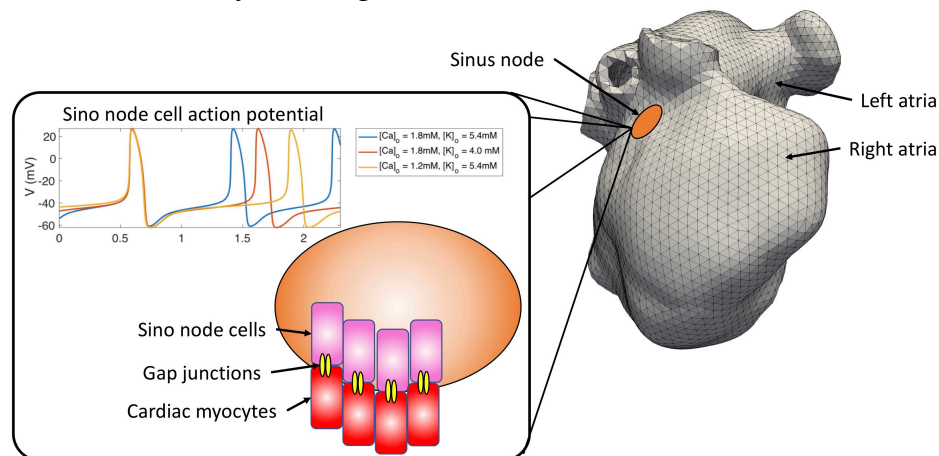 Sinus node
Left atria
Right atria
Sino node cell action potential
[Ca]o = 1.8mM, [K]o = 5.4mM
[Ca]o = 1.8mM, [K]o = 4.0 mM
[Ca]o = 1.2mM, [K]o = 5.4mM
V (mV)
20
0
-20
-40
-60
0 0.5 1 1.5 2
Sino node cells
Gap junctions
Cardiac myocytes